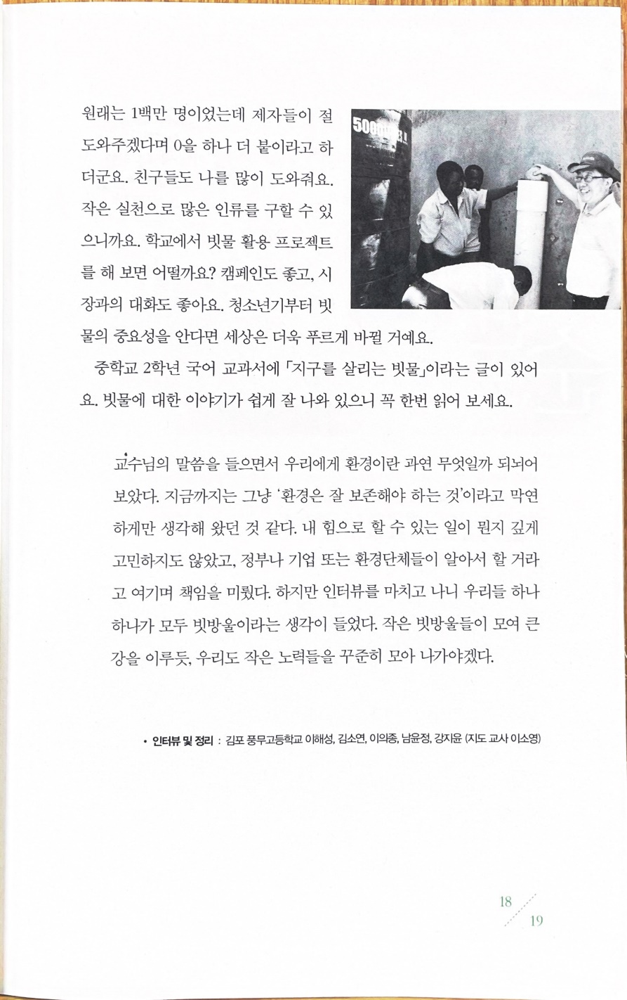 원래는 1백만 명이었는데 제자들이 절
도와주겠다며 0을 하나 더 붙이라고 하
더군요. 친구들도 나를 많이 도와줘요.
작은 실천으로 많은 인류를 구할 수 있
으니까요. 학교에서 빗물 활용 프로젝트
를 해 보면 어떨까요? 캠페인도 좋고, 시
장과의 대화도 좋아요. 청소년기부터 빗
물의 중요성을 안다면 세상은 더욱 푸르게 바뀔 거예요.
중학교 2학년 국어 교과서에 「지구를 살리는 빗물」이라는 글이 있어
요. 빗물에 대한 이야기가 쉽게 잘 나와 있으니 꼭 한번 읽어 보세요.
교수님의 말씀을 들으면서 우리에게 환경이란 과연 무엇일까 되뇌어
보았다. 지금까지는 그냥 ‘환경은 잘 보존해야 하는 것’이라고 막연
하게만 생각해 왔던 것 같다. 내 힘으로 할 수 있는 일이 뭔지 깊게
고민하지도 않았고, 정부나 기업 또는 환경단체들이 알아서 할 거라
고 여기며 책임을 미뤘다. 하지만 인터뷰를 마치고 나니 우리들 하나
하나가 모두 빗방울이라는 생각이 들었다. 작은 빗방울들이 모여 큰
강을 이루듯, 우리도 작은 노력들을 꾸준히 모아 나가야겠다.
• 인터뷰 및 정리 : 김포 풍무고등학교 이해성, 김소연, 이의종, 남윤정, 강지윤 (지도 교사 이소영)
18
19